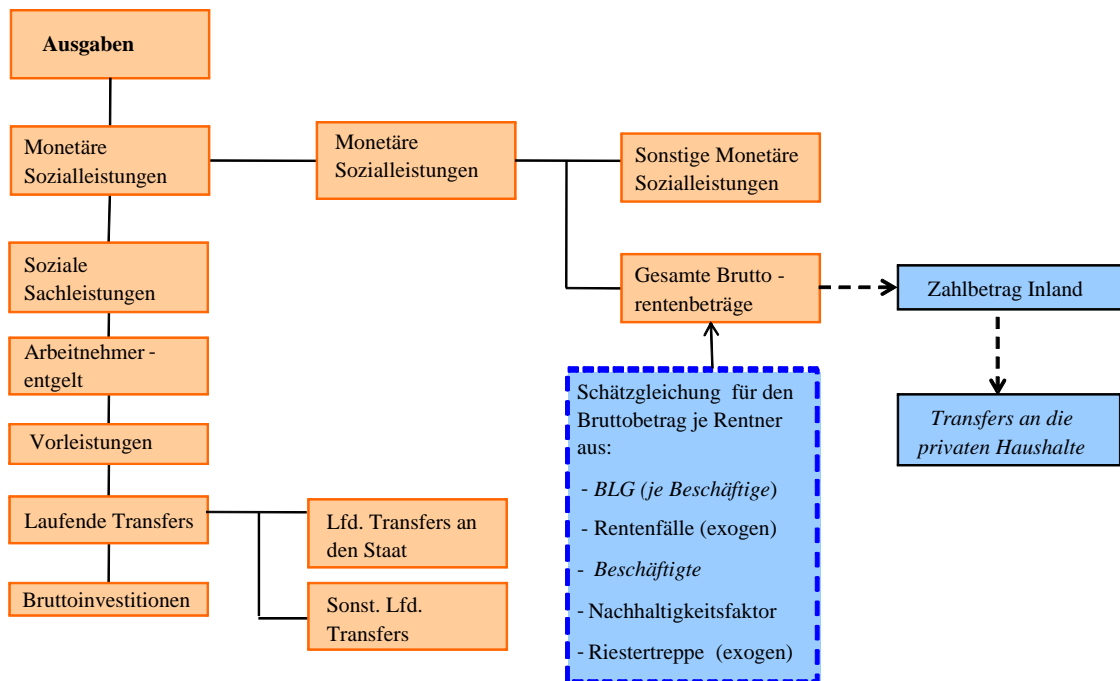 Ausgaben
Monetäre
Sozialleistungen
Monetäre
Sozialleistungen
Sonstige Monetäre
Sozialleistungen
Soziale
Sachleistungen
Gesamte Brutto -
rentenbeträge
Zahlbetrag Inland
Arbeitnehmer -
entgelt
Schätzgleichung für den
Bruttobetrag je Rentner
aus:
- BLG (je Beschäftige)
- Rentenfälle (exogen)
- Beschäftigte
- Nachhaltigkeitsfaktor
- Riestertreppe (exogen)
Transfers an die
privaten Haushalte
Vorleistungen
Laufende Transfers
Lfd. Transfers an
den Staat
Bruttoinvestitionen
Sonst. Lfd.
Transfers